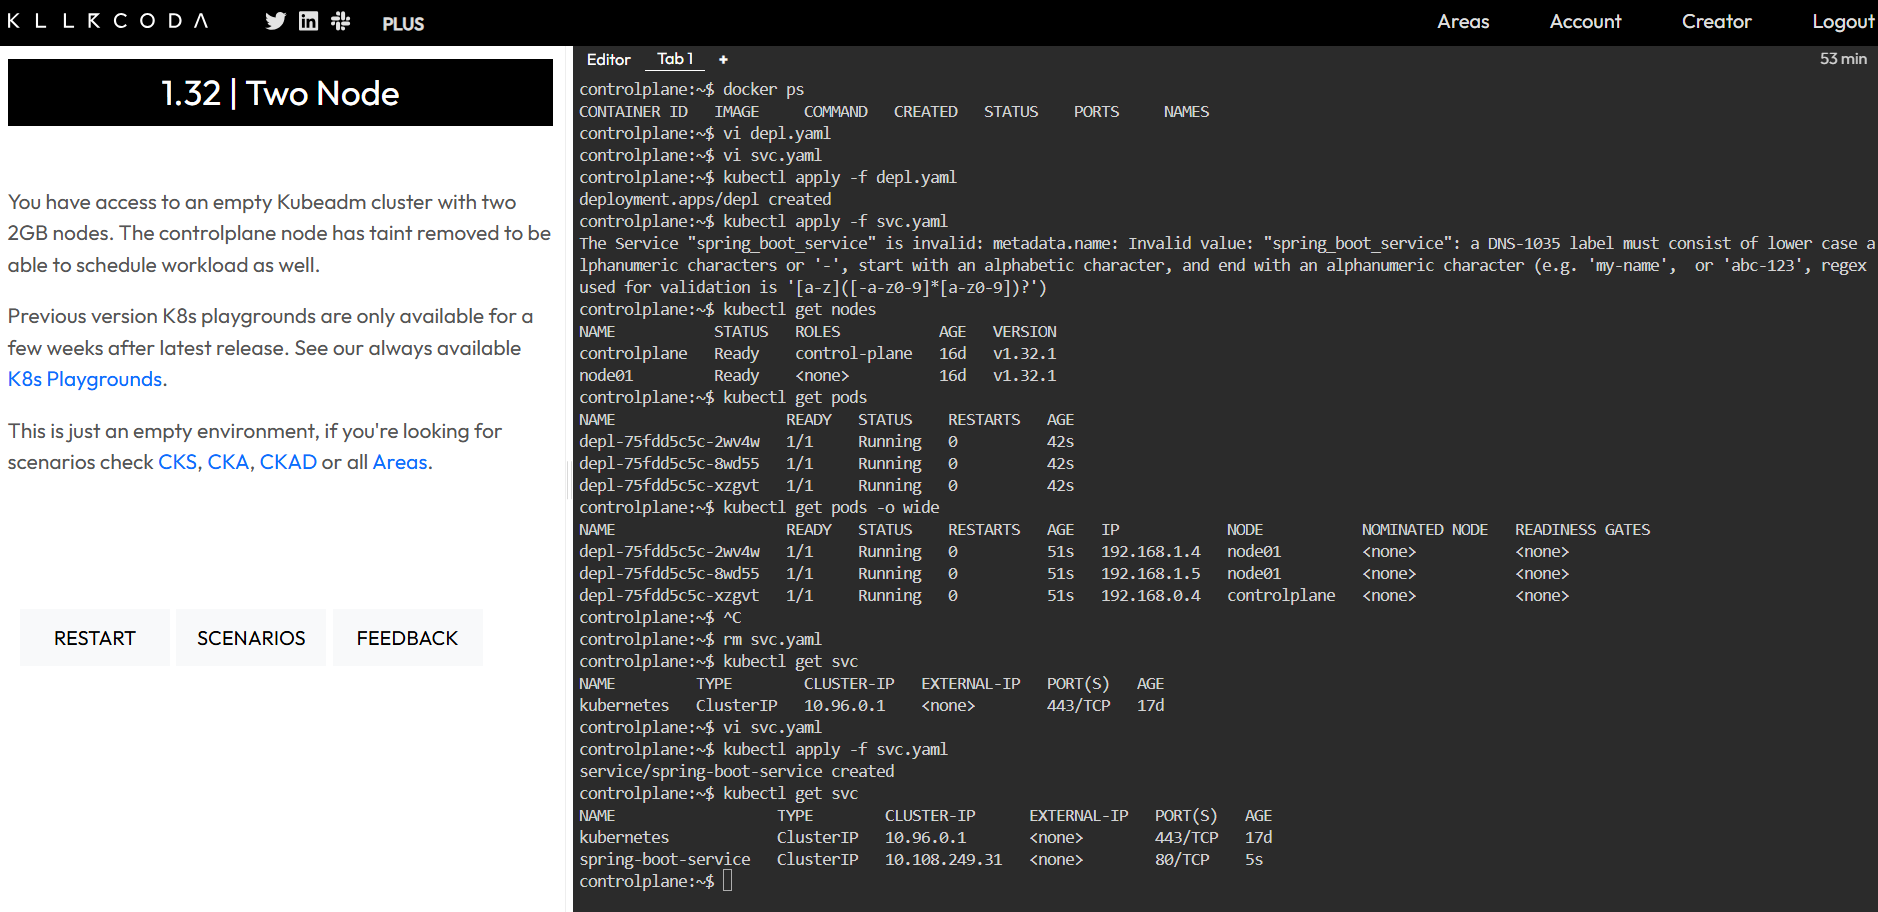 KILLERCODA PLUS Areas Account Creator Logout
1.32 | Two Node
You have access to an empty Kubeadm cluster with two
2GB nodes. The controlplane node has taint removed to be
able to schedule workload as well.
Previous version K8s playgrounds are only available for a
few weeks after latest release. See our always available
K8s Playgrounds.
This is just an empty environment, if you're looking for
scenarios check CKS, CKA, CKAD or all Areas.
RESTART SCENARIOS FEEDBACK
Editor Tab 1 + 53 min
controlplane:~$ docker ps
CONTAINER ID   IMAGE     COMMAND   CREATED   STATUS    PORTS     NAMES
controlplane:~$ vi depl.yaml
controlplane:~$ vi svc.yaml
controlplane:~$ kubectl apply -f depl.yaml
deployment.apps/depl created
controlplane:~$ kubectl apply -f svc.yaml
The Service "spring_boot_service" is invalid: metadata.name: Invalid value: "spring_boot_service": a DNS-1035 label must consist of lower case a
lphanumeric characters or '-', start with an alphabetic character, and end with an alphanumeric character (e.g. 'my-name',  or 'abc-123', regex
used for validation is '[a-z]([-a-z0-9]*[a-z0-9])?')
controlplane:~$ kubectl get nodes
NAME           STATUS   ROLES           AGE   VERSION
controlplane   Ready    control-plane   16d   v1.32.1
node01         Ready    <none>          16d   v1.32.1
controlplane:~$ kubectl get pods
NAME                   READY   STATUS    RESTARTS   AGE
depl-75fdd5c5c-2wv4w   1/1     Running   0          42s
depl-75fdd5c5c-8wd55   1/1     Running   0          42s
depl-75fdd5c5c-xzgvt   1/1     Running   0          42s
controlplane:~$ kubectl get pods -o wide
NAME                   READY   STATUS    RESTARTS   AGE   IP            NODE           NOMINATED NODE   READINESS GATES
depl-75fdd5c5c-2wv4w   1/1     Running   0          51s   192.168.1.4   node01         <none>           <none>
depl-75fdd5c5c-8wd55   1/1     Running   0          51s   192.168.1.5   node01         <none>           <none>
depl-75fdd5c5c-xzgvt   1/1     Running   0          51s   192.168.0.4   controlplane   <none>           <none>
controlplane:~$ ^C
controlplane:~$ rm svc.yaml
controlplane:~$ kubectl get svc
NAME         TYPE        CLUSTER-IP   EXTERNAL-IP   PORT(S)   AGE
kubernetes   ClusterIP   10.96.0.1    <none>        443/TCP   17d
controlplane:~$ vi svc.yaml
controlplane:~$ kubectl apply -f svc.yaml
service/spring-boot-service created
controlplane:~$ kubectl get svc
NAME                  TYPE        CLUSTER-IP      EXTERNAL-IP   PORT(S)   AGE
kubernetes            ClusterIP   10.96.0.1       <none>        443/TCP   17d
spring-boot-service   ClusterIP   10.108.249.31   <none>        80/TCP    5s
controlplane:~$